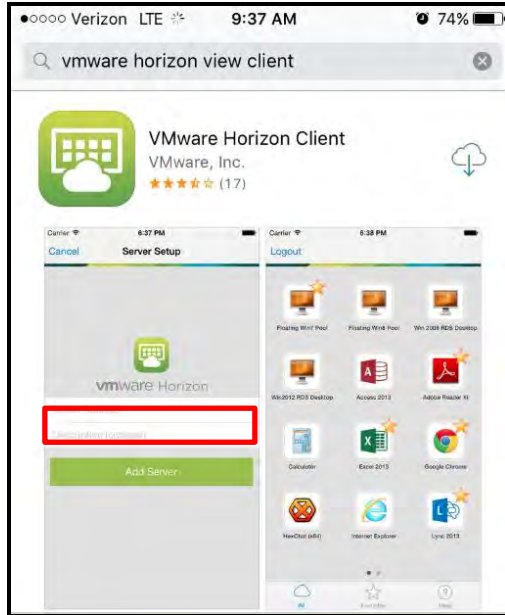 Verizon LTE 9:37 AM 74%
vmware horizon view client
VMware Horizon Client
VMware, Inc.
(17)
Carrier 6:37 PM
Cancel Server Setup
vmware Horizon
Add Server
Carrier 6:38 PM
Logout
Floating Win7 Pool Floating Win8 Pool Win 2008 RDS Desktop
Win2012 RDS Desktop Access 2013 Adobe Reader XI
Calculator Excel 2013 Google Chrome
HexChat (x64) Internet Explorer Lync 2013
All Favorites